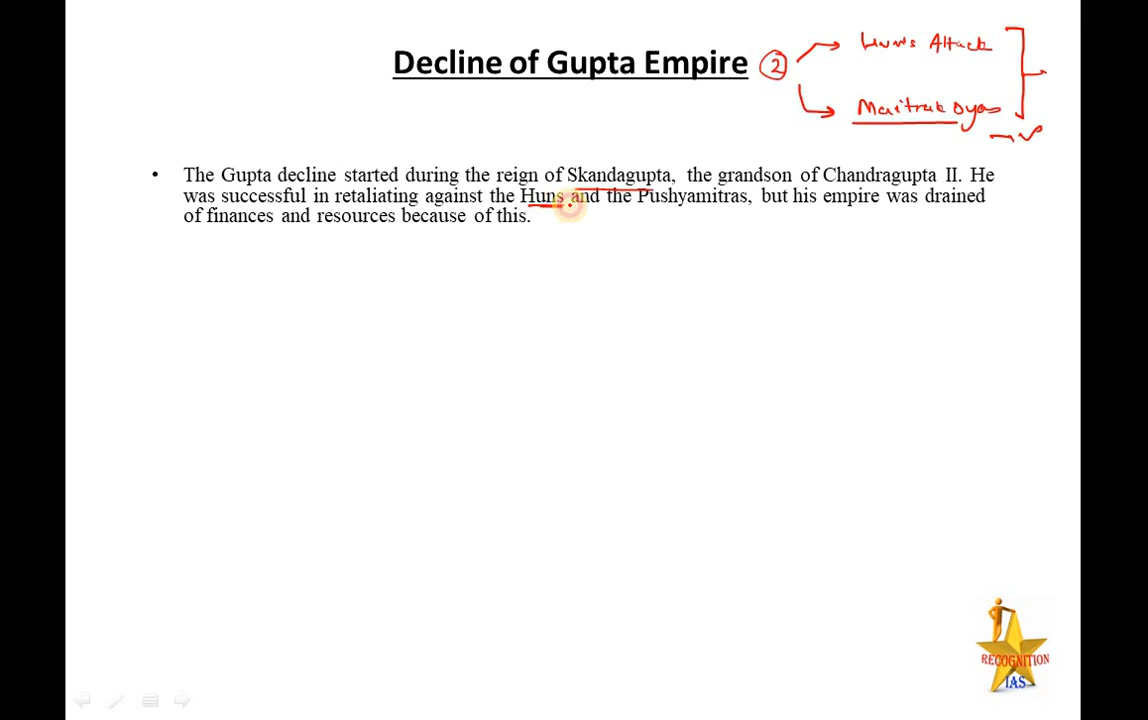 Decline of Gupta Empire 2
Huns Attack
Maitrak Dynas
• The Gupta decline started during the reign of Skandagupta, the grandson of Chandragupta II. He
was successful in retaliating against the Huns and the Pushyamitras, but his empire was drained
of finances and resources because of this.
RECOGNITION
IAS